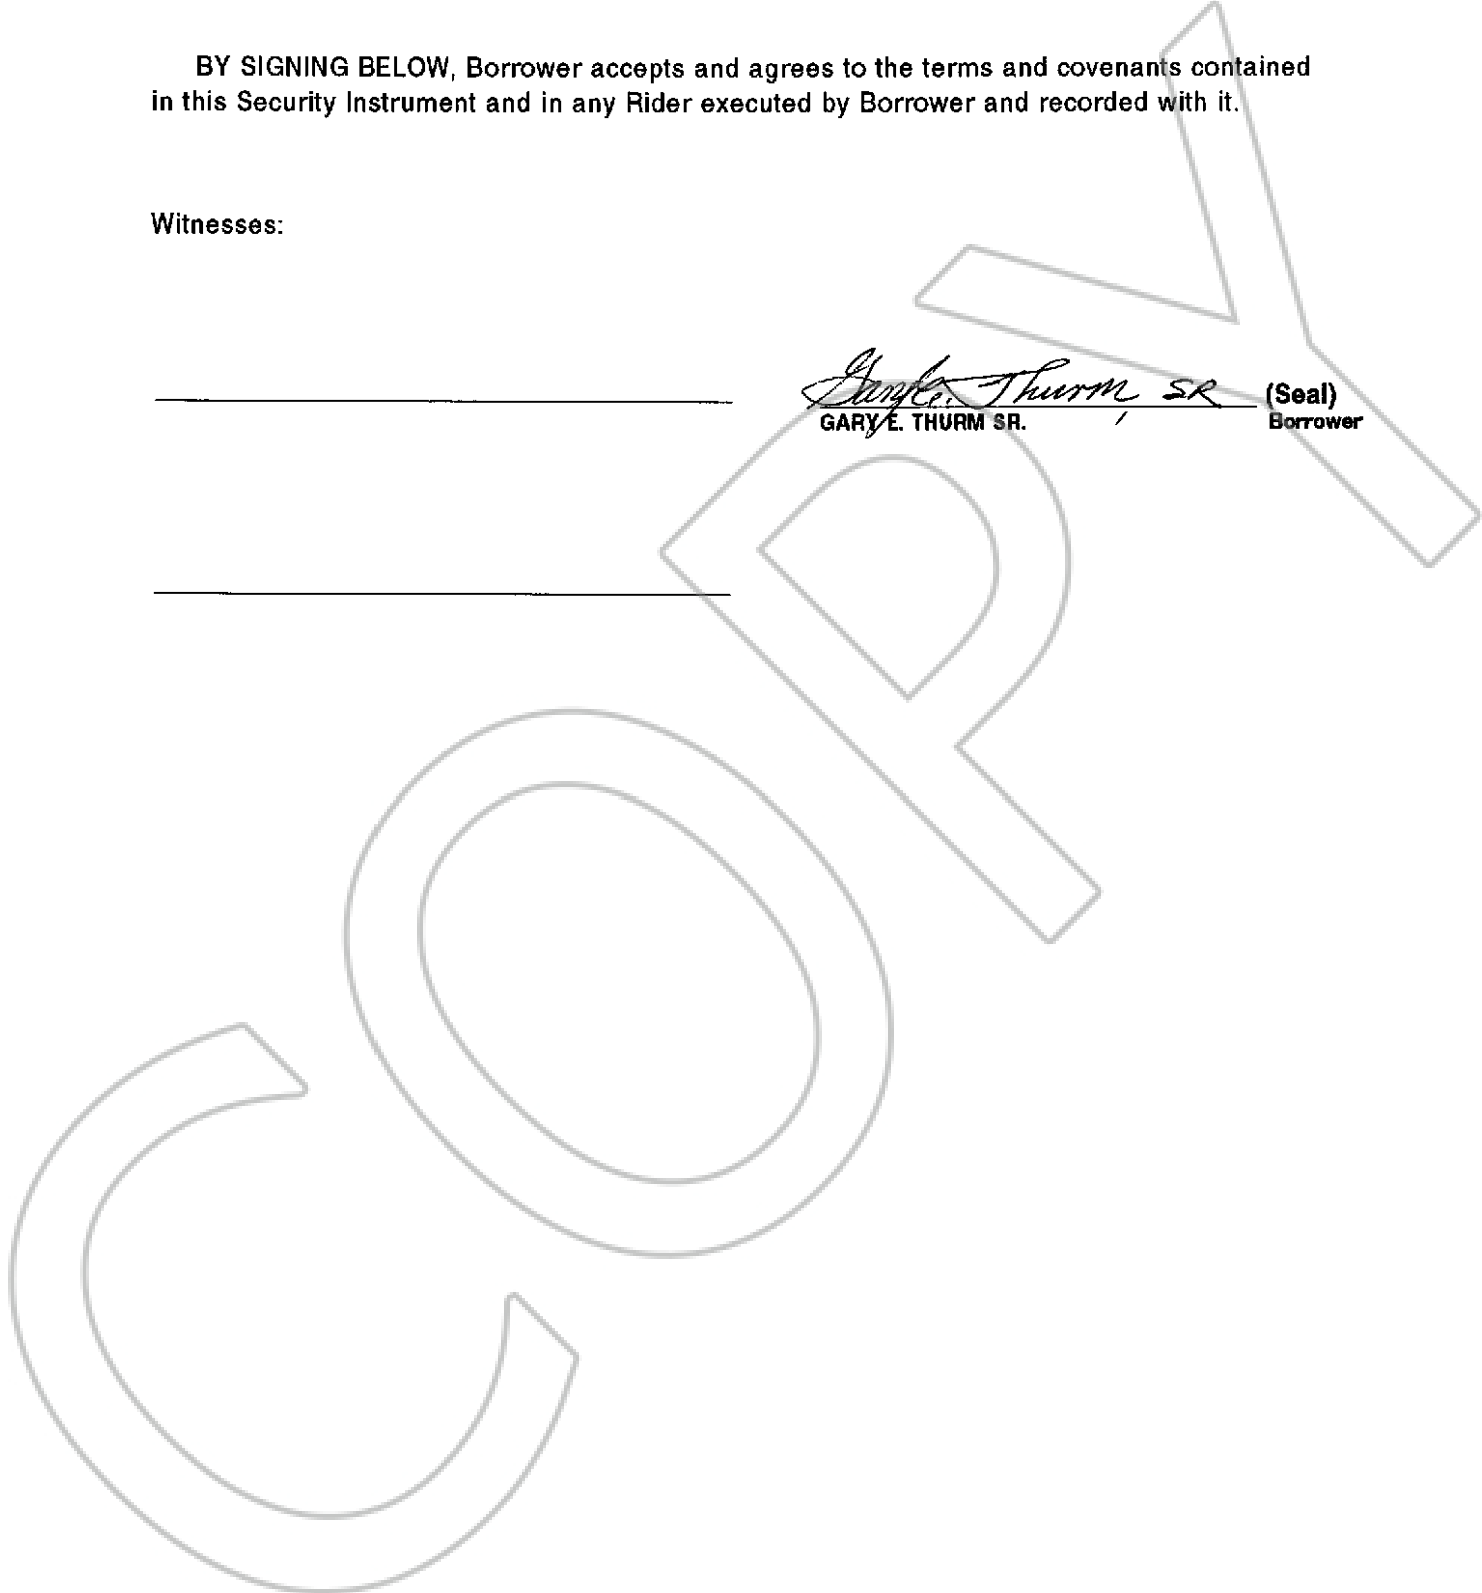 BY SIGNING BELOW, Borrower accepts and agrees to the terms and covenants contained
in this Security Instrument and in any Rider executed by Borrower and recorded with it.
Witnesses:
Gary E. Thurm, SR (Seal)
GARY E. THURM SR. Borrower
COPY